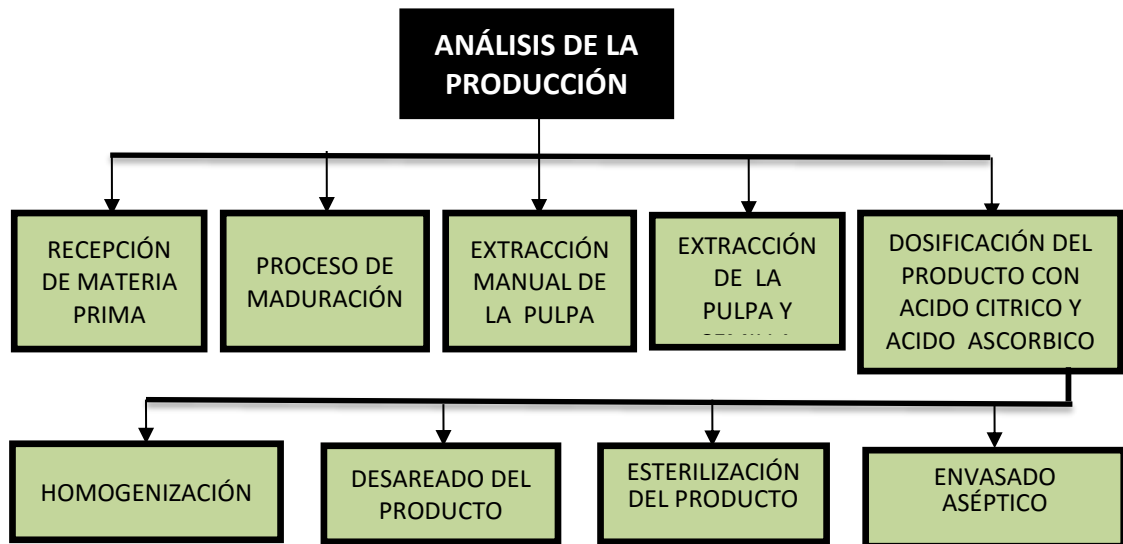 ANÁLISIS DE LA
PRODUCCIÓN
RECEPCIÓN
DE MATERIA
PRIMA
PROCESO DE
MADURACIÓN
EXTRACCIÓN
MANUAL DE
LA PULPA
EXTRACCIÓN
DE LA
PULPA Y
DOSIFICACIÓN DEL
PRODUCTO CON
ACIDO CITRICO Y
ACIDO ASCORBICO
HOMOGENIZACIÓN
DESAREADO DEL
PRODUCTO
ESTERILIZACIÓN
DEL PRODUCTO
ENVASADO
ASÉPTICO